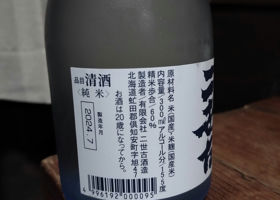 品目 清酒
〈純米〉
製造年月
2024. 7
原材料名 米(国産)・米麹(国産米)
内容量/300ml アルコール分/15度
精米歩合/60%
製造者/有限会社 二世古酒造
北海道虻田郡倶知安町字旭47
お酒は20歳になってから。
4 996192 000095